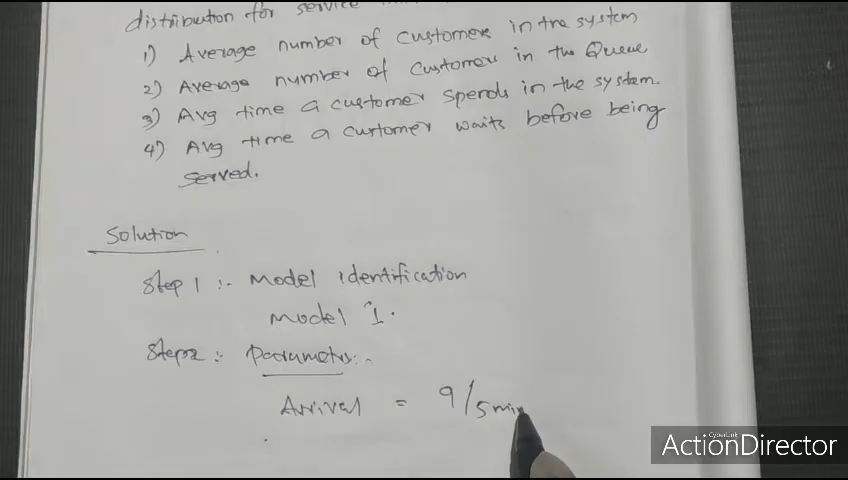 distribution for service
1) Average number of customers in the system
2) Average number of customers in the Queue
3) Avg time a customer spends in the system.
4) Avg time a customer waits before being
served.
Solution
Step 1 :- Model identification
Model I.
Step 2 :- Parameters :-
Arrival = 9/5 min
CyberLink
ActionDirector